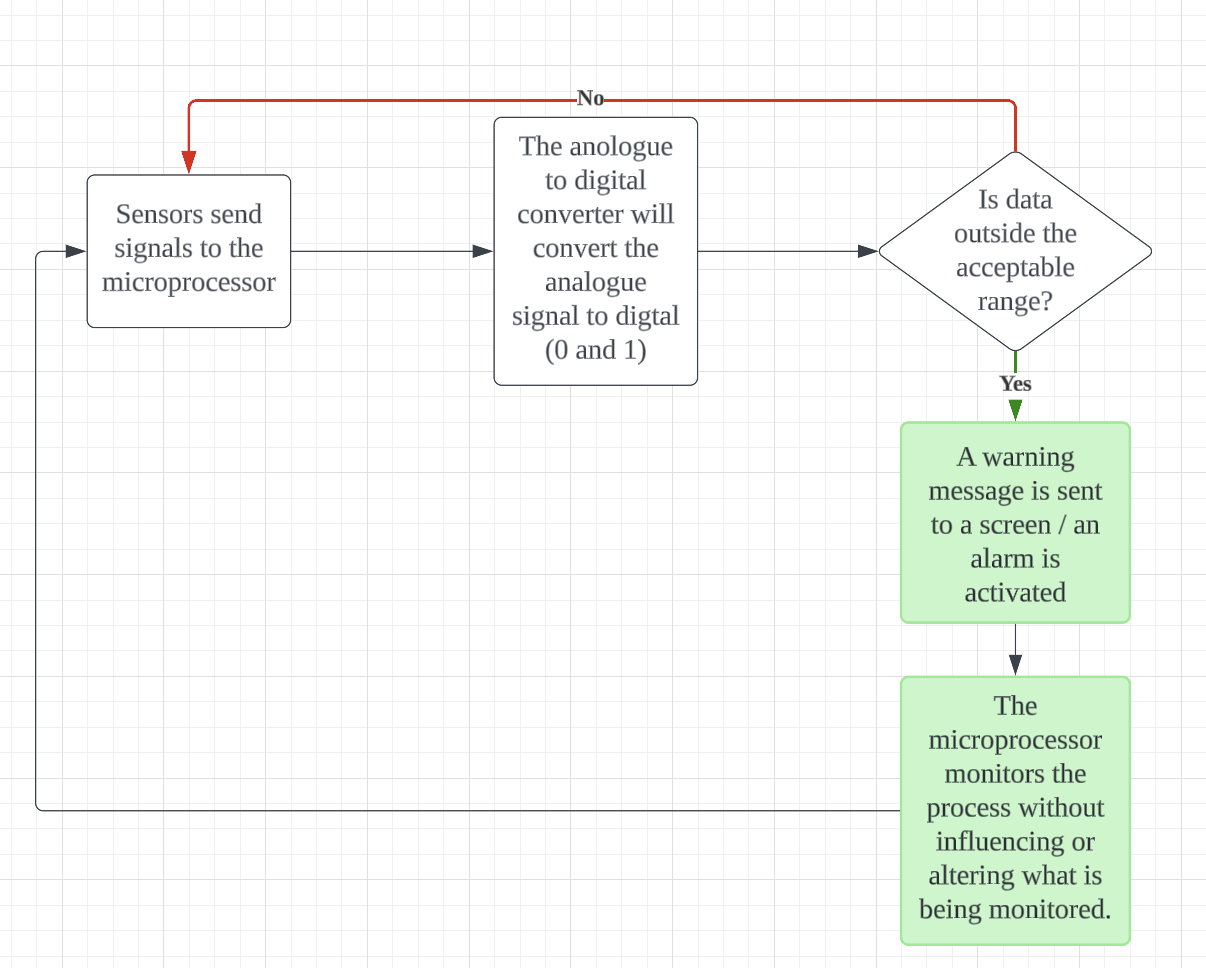 No
Sensors send
signals to the
microprocessor
The anologue
to digital
converter will
convert the
analogue
signal to digtal
(0 and 1)
Is data
outside the
acceptable
range?
Yes
A warning
message is sent
to a screen / an
alarm is
activated
The
microprocessor
monitors the
process without
influencing or
altering what is
being monitored.